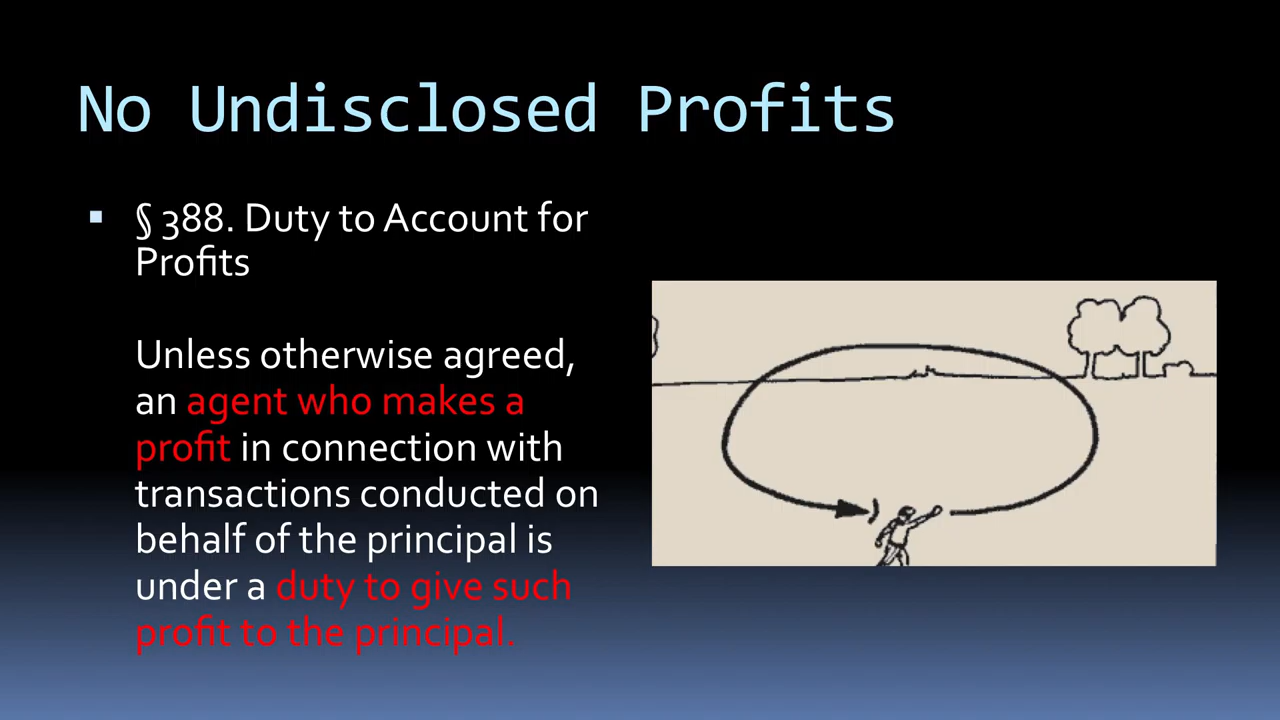 No Undisclosed Profits
▪ § 388. Duty to Account for
Profits
Unless otherwise agreed,
an agent who makes a
profit in connection with
transactions conducted on
behalf of the principal is
under a duty to give such
profit to the principal.